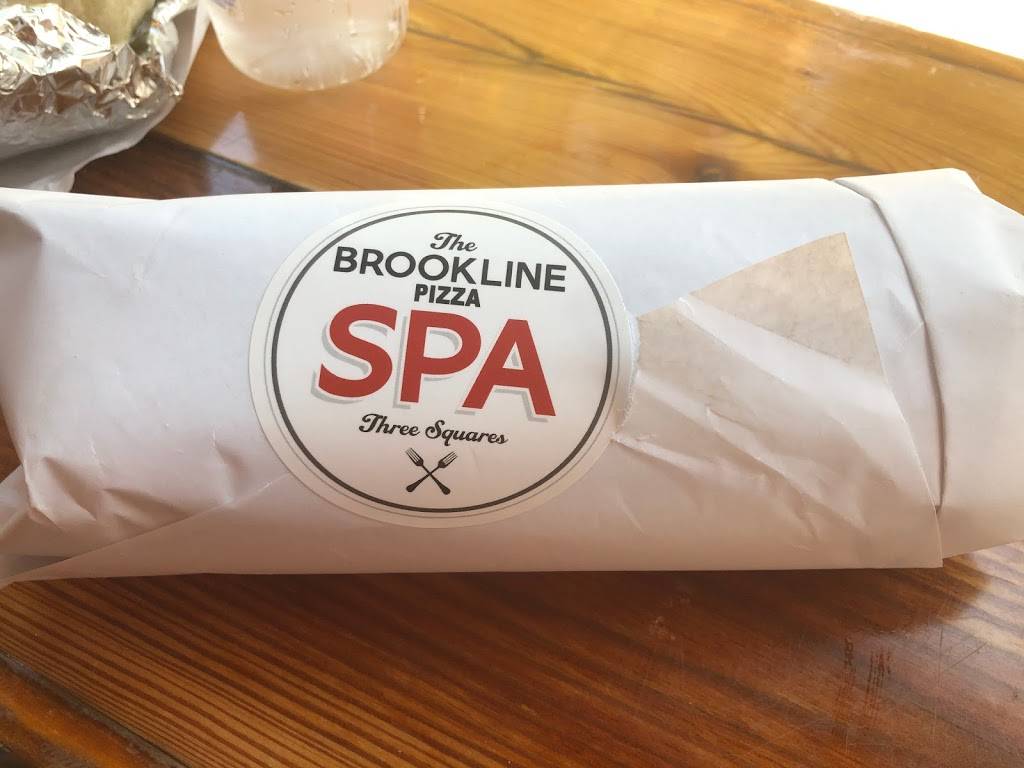 The
BROOKLINE
PIZZA
SPA
Three Squares